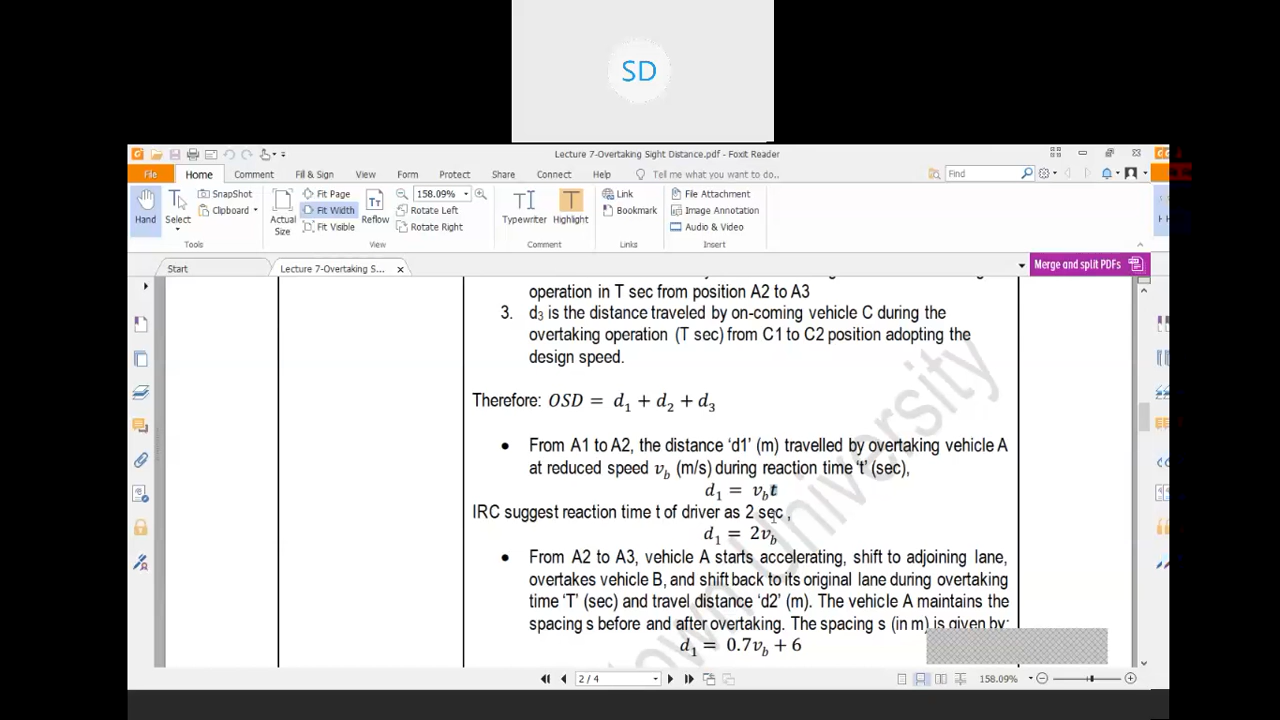 SD
Lecture 7-Overtaking Sight Distance.pdf - Foxit Reader
File Home Comment Fill & Sign View Form Protect Share Connect Help Tell me what you want to do.. Find
Hand
Select
SnapShot
Clipboard
Actual Size
Fit Page
Fit Width
Fit Visible
Reflow
158.09%
Rotate Left
Rotate Right
Typewriter
Highlight
Link
Bookmark
File Attachment
Image Annotation
Audio & Video
Tools View Comment Links Insert
Start Lecture 7-Overtaking S... Merge and split PDFs
operation in T sec from position A2 to A3
3. d₃ is the distance traveled by on-coming vehicle C during the
overtaking operation (T sec) from C1 to C2 position adopting the
design speed.
Therefore: OSD = d₁ + d₂ + d₃
• From A1 to A2, the distance ‘d1’ (m) travelled by overtaking vehicle A
at reduced speed v_b (m/s) during reaction time ‘t’ (sec),
d₁ = v_b t
IRC suggest reaction time t of driver as 2 sec ,
d₁ = 2v_b
• From A2 to A3, vehicle A starts accelerating, shift to adjoining lane,
overtakes vehicle B, and shift back to its original lane during overtaking
time ‘T’ (sec) and travel distance ‘d2’ (m). The vehicle A maintains the
spacing s before and after overtaking. The spacing s (in m) is given by:
d₁ = 0.7v_b + 6
own University
2 / 4 158.09%